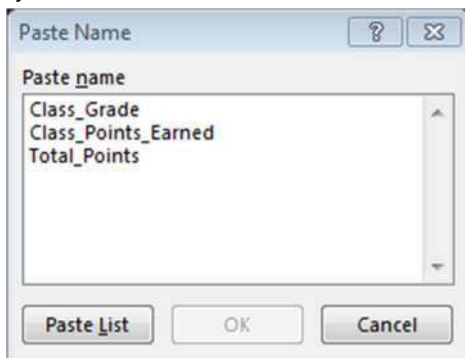 Paste Name
Paste name
Class_Grade
Class_Points_Earned
Total_Points
Paste List OK Cancel